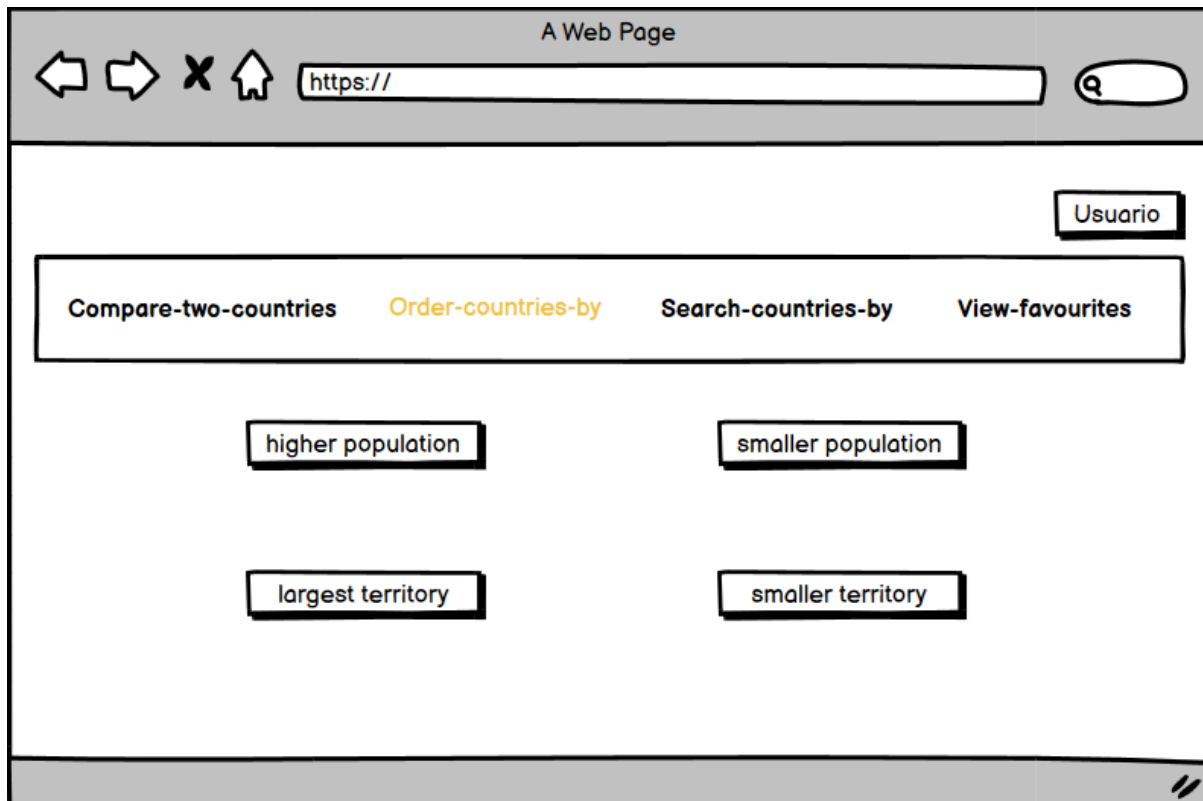 A Web Page
https://
Usuario
Compare-two-countries Order-countries-by Search-countries-by View-favourites
higher population smaller population
largest territory smaller territory